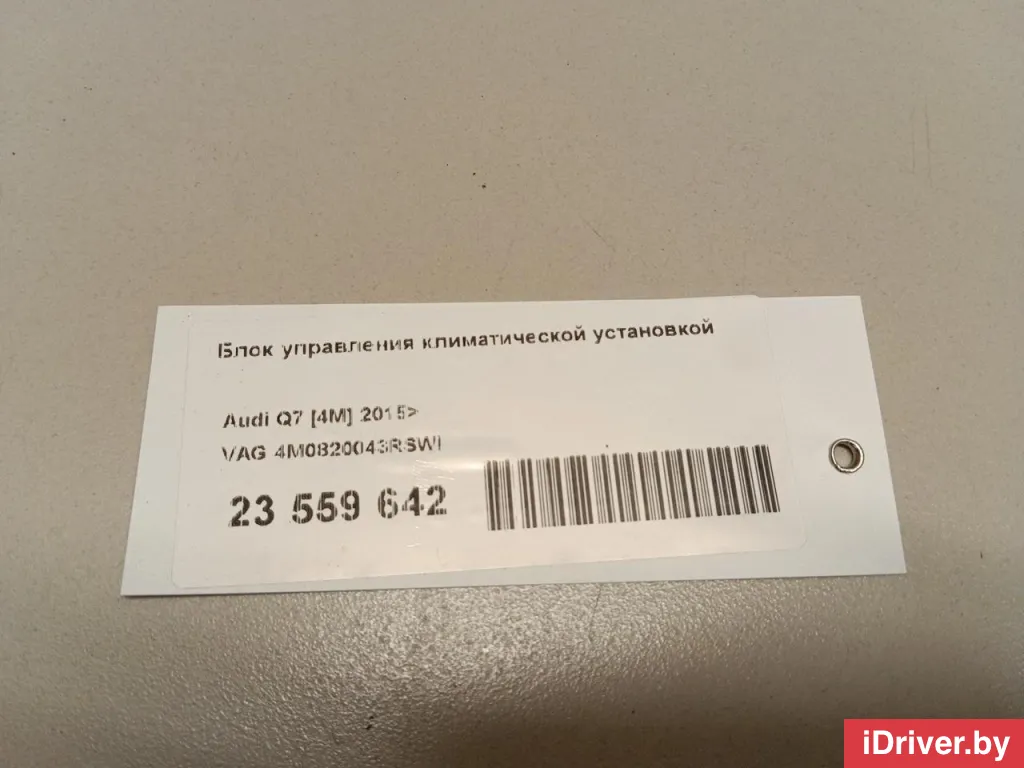 Блок управления климатической установкой
Audi Q7 [4M] 2015>
VAG 4M0820043RSWI
23 559 642
iDriver.by